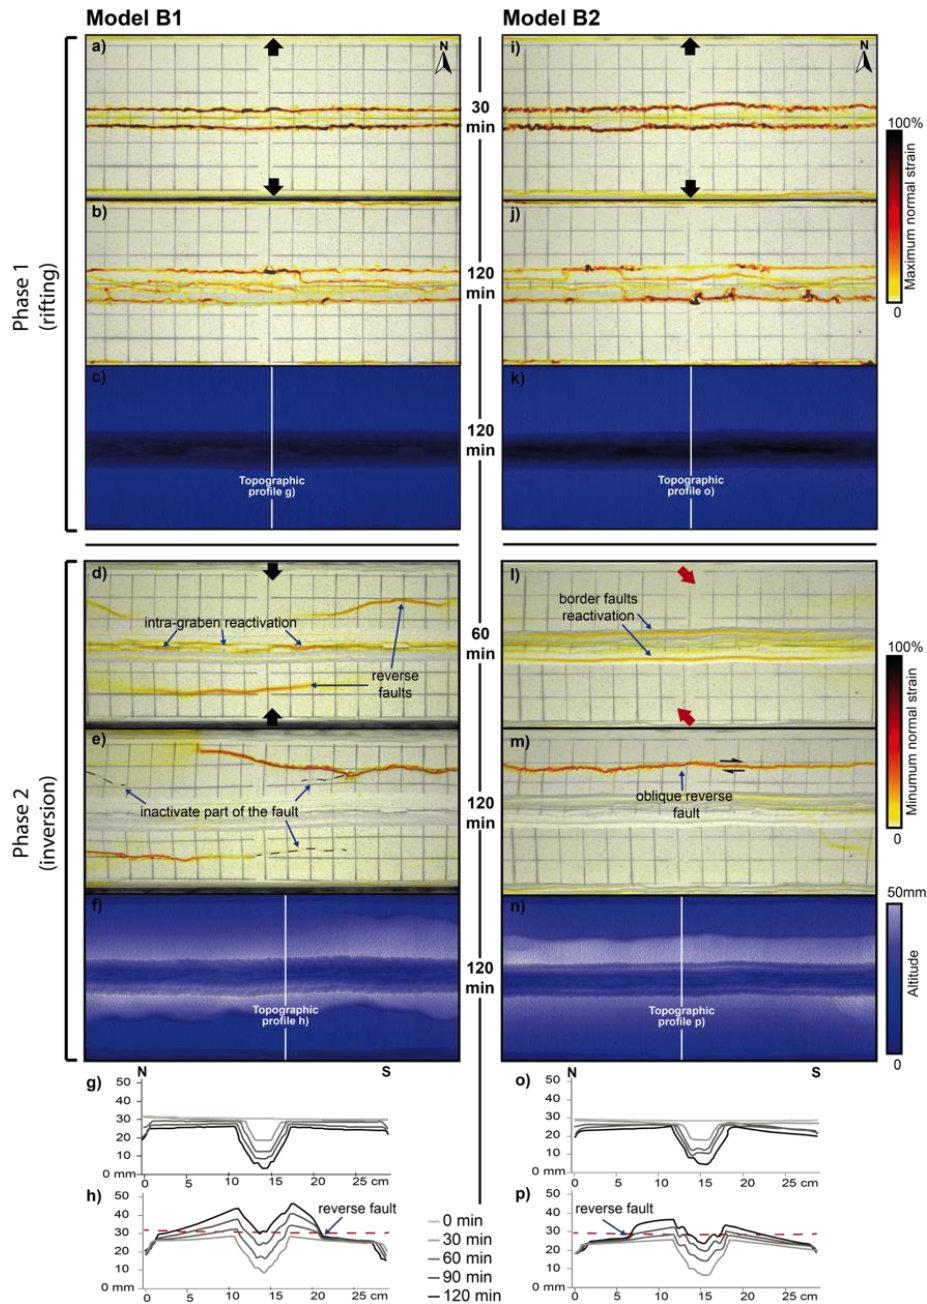 Model B1
Model B2
a)
N
i)
N
30
min
100%
Maximum normal strain
0
b)
j)
120
min
Phase 1
(rifting)
c)
k)
120
min
Topographic
profile g)
Topographic
profile o)
d)
l)
intra-graben reactivation
border faults
reactivation
60
min
reverse
faults
100%
Minumum normal strain
0
e)
m)
inactivate part of the fault
120
min
oblique reverse
fault
Phase 2
(inversion)
f)
n)
50mm
Altitude
0
120
min
Topographic
profile h)
Topographic
profile p)
N
S
N
S
g)
50
40
30
20
10
0 mm
0
5
10
15
20
25 cm
o)
50
40
30
20
10
0 mm
0
5
10
15
20
25 cm
h)
50
40
30
20
10
0 mm
reverse fault
0
5
10
15
20
25 cm
0 min
30 min
60 min
90 min
120 min
p)
50
40
30
20
10
0 mm
reverse fault
0
5
10
15
20
25 cm